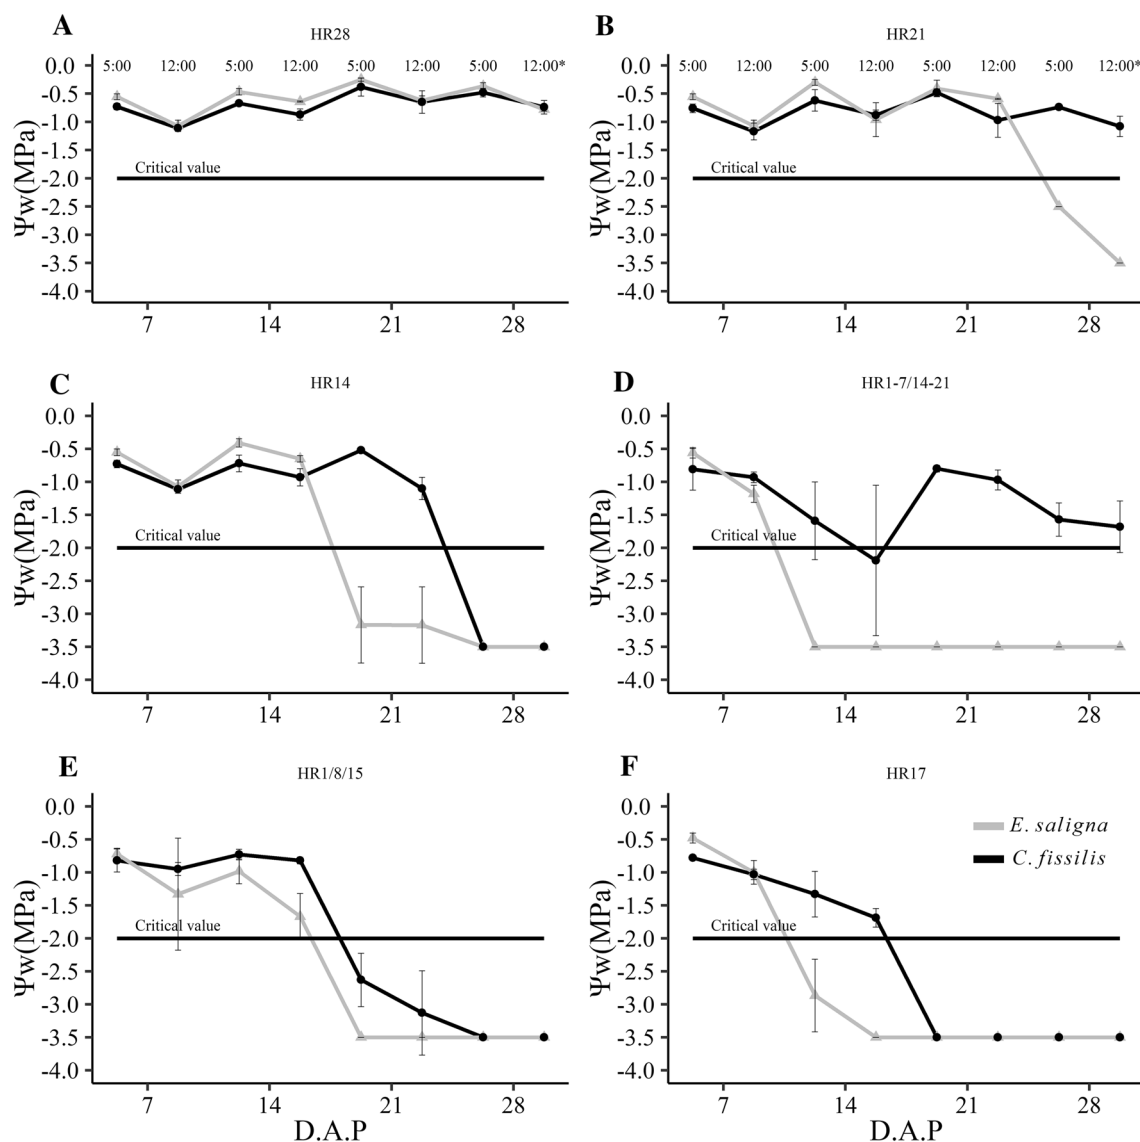 A
HR28
5:00 12:00 5:00 12:00 5:00 12:00 5:00 12:00*
0.0
-0.5
-1.0
-1.5
-2.0
-2.5
-3.0
-3.5
-4.0
Ψw(MPa)
Critical value
7 14 21 28
B
HR21
5:00 12:00 5:00 12:00 5:00 12:00 5:00 12:00*
0.0
-0.5
-1.0
-1.5
-2.0
-2.5
-3.0
-3.5
-4.0
Ψw(MPa)
Critical value
7 14 21 28
C
HR14
0.0
-0.5
-1.0
-1.5
-2.0
-2.5
-3.0
-3.5
-4.0
Ψw(MPa)
Critical value
7 14 21 28
D
HR1-7/14-21
0.0
-0.5
-1.0
-1.5
-2.0
-2.5
-3.0
-3.5
-4.0
Ψw(MPa)
Critical value
7 14 21 28
E
HR1/8/15
0.0
-0.5
-1.0
-1.5
-2.0
-2.5
-3.0
-3.5
-4.0
Ψw(MPa)
Critical value
7 14 21 28
D.A.P
F
HR17
0.0
-0.5
-1.0
-1.5
-2.0
-2.5
-3.0
-3.5
-4.0
Ψw(MPa)
Critical value
E. saligna
C. fissilis
7 14 21 28
D.A.P